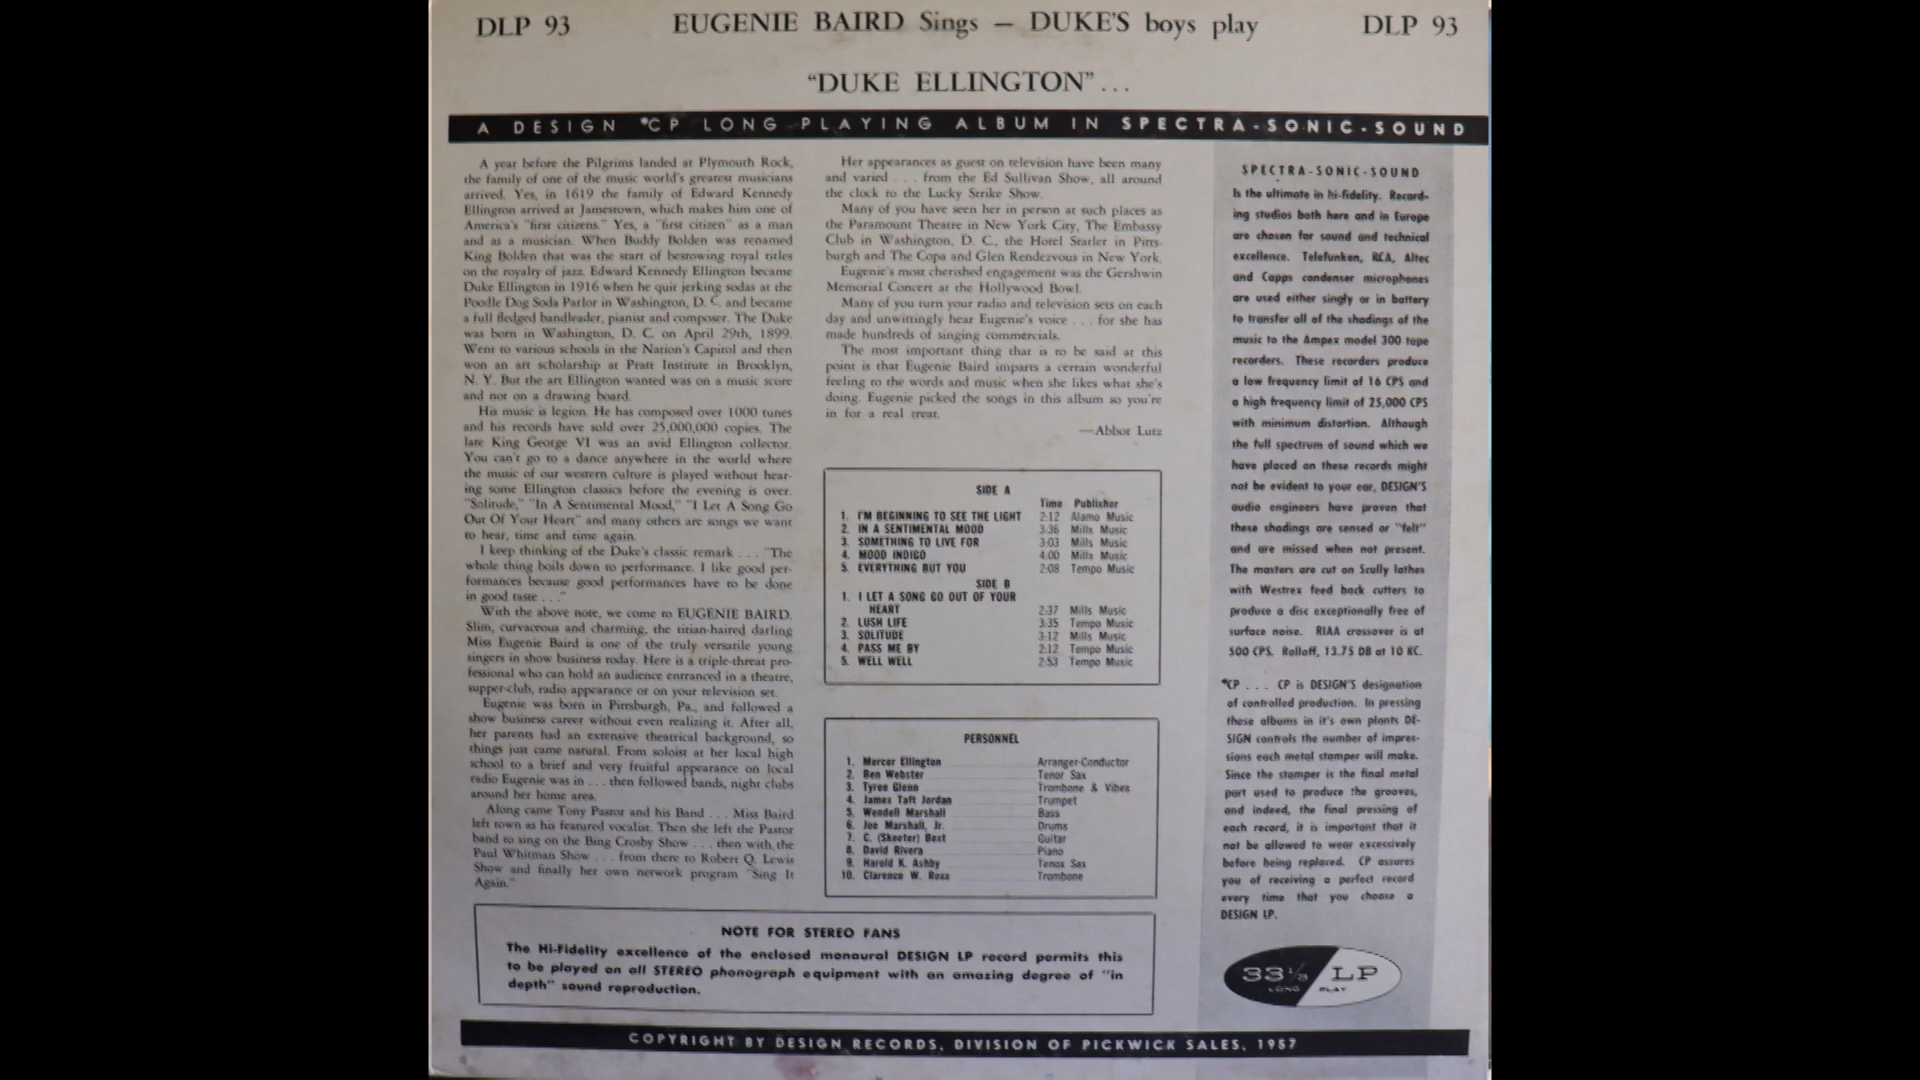 DLP 93 EUGENIE BAIRD Sings — DUKE'S boys play DLP 93
"DUKE ELLINGTON"...
A DESIGN *CP LONG PLAYING ALBUM IN SPECTRA-SONIC-SOUND
A year before the Pilgrims landed at Plymouth Rock,
the family of one of the music world's greatest musicians
arrived. Yes, in 1619 the family of Edward Kennedy
Ellington arrived at Jamestown, which makes him one of
America's "first citizens." Yes, a "first citizen" as a man
and as a musician. When Buddy Bolden was renamed
King Bolden that was the start of bestowing royal titles
on the royalty of jazz. Edward Kennedy Ellington became
Duke Ellington in 1916 when he quit jerking sodas at the
Poodle Dog Soda Parlor in Washington, D. C. and became
a full fledged bandleader, pianist and composer. The Duke
was born in Washington, D. C. on April 29th, 1899.
Went to various schools in the Nation's Capitol and then
won an art scholarship at Pratt Institute in Brooklyn,
N. Y. But the art Ellington wanted was on a music score
and not on a drawing board.
His music is legion. He has composed over 1000 tunes
and his records have sold over 25,000,000 copies. The
late King George VI was an avid Ellington collector.
You can't go to a dance anywhere in the world where
the music of our western culture is played without hear-
ing some Ellington classics before the evening is over.
"Solitude," "In A Sentimental Mood," "I Let A Song Go
Out Of Your Heart" and many others are songs we want
to hear, time and time again.
I keep thinking of the Duke's classic remark . . . "The
whole thing boils down to performance. I like good per-
formances because good performances have to be done
in good taste . . ."
With the above note, we come to EUGENIE BAIRD.
Slim, curvaceous and charming, the titian-haired darling
Miss Eugenie Baird is one of the truly versatile young
singers in show business today. Here is a triple-threat pro-
fessional who can hold an audience entranced in a theatre,
supper-club, radio appearance or on your television set.
Eugenie was born in Pittsburgh, Pa., and followed a
show business career without even realizing it. After all,
her parents had an extensive theatrical background, so
things just came natural. From soloist at her local high
school to a brief and very fruitful appearance on local
radio Eugenie was in . . . then followed bands, night clubs
around her home area.
Along came Tony Pastor and his Band . . . Miss Baird
left town as his featured vocalist. Then she left the Pastor
band to sing on the Bing Crosby Show . . . then with the
Paul Whitman Show . . . from there to Robert Q. Lewis
Show and finally her own network program "Sing It
Again."
Her appearances as guest on television have been many
and varied . . . from the Ed Sullivan Show, all around
the clock to the Lucky Strike Show.
Many of you have seen her in person at such places as
the Paramount Theatre in New York City, The Embassy
Club in Washington, D. C., the Hotel Statler in Pitts-
burgh and The Copa and Glen Rendezvous in New York.
Eugenie's most cherished engagement was the Gershwin
Memorial Concert at the Hollywood Bowl.
Many of you turn your radio and television sets on each
day and unwittingly hear Eugenie's voice . . . for she has
made hundreds of singing commercials.
The most important thing that is to be said at this
point is that Eugenie Baird imparts a certain wonderful
feeling to the words and music when she likes what she's
doing. Eugenie picked the songs in this album so you're
in for a real treat.
—Abbot Lutz
SIDE A
Time Publisher
1. I'M BEGINNING TO SEE THE LIGHT 2:12 Alamo Music
2. IN A SENTIMENTAL MOOD 3:36 Mills Music
3. SOMETHING TO LIVE FOR 3:03 Mills Music
4. MOOD INDIGO 4:00 Mills Music
5. EVERYTHING BUT YOU 2:08 Tempo Music
SIDE B
1. I LET A SONG GO OUT OF YOUR
HEART 2:37 Mills Music
2. LUSH LIFE 3:35 Tempo Music
3. SOLITUDE 3:12 Mills Music
4. PASS ME BY 2:12 Tempo Music
5. WELL WELL 2:53 Tempo Music
PERSONNEL
1. Mercer Ellington Arranger-Conductor
2. Ben Webster Tenor Sax
3. Tyree Glenn Trombone & Vibes
4. James Taft Jordan Trumpet
5. Wendell Marshall Bass
6. Joe Marshall, Jr. Drums
7. C. (Skeeter) Best Guitar
8. David Rivera Piano
9. Harold K. Ashby Tenox Sax
10. Clarence W. Ross Trombone
NOTE FOR STEREO FANS
The Hi-Fidelity excellence of the enclosed monaural DESIGN LP record permits this
to be played on all STEREO phonograph equipment with an amazing degree of "in
depth" sound reproduction.
SPECTRA-SONIC-SOUND
Is the ultimate in hi-fidelity. Record-
ing studios both here and in Europe
are chosen for sound and technical
excellence. Telefunken, RCA, Altec
and Capps condenser microphones
are used either singly or in battery
to transfer all of the shadings of the
music to the Ampex model 300 tape
recorders. These recorders produce
a low frequency limit of 16 CPS and
a high frequency limit of 25,000 CPS
with minimum distortion. Although
the full spectrum of sound which we
have placed on these records might
not be evident to your ear, DESIGN'S
audio engineers have proven that
these shadings are sensed or "felt"
and are missed when not present.
The masters are cut on Scully lathes
with Westrex feed back cutters to
produce a disc exceptionally free of
surface noise. RIAA crossover is at
500 CPS. Rolloff, 13.75 DB at 10 KC.
*CP . . . CP is DESIGN'S designation
of controlled production. In pressing
these albums in it's own plants DE-
SIGN controls the number of impres-
sions each metal stamper will make.
Since the stamper is the final metal
part used to produce the grooves,
and indeed, the final pressing of
each record, it is important that it
not be allowed to wear excessively
before being replaced. CP assures
you of receiving a perfect record
every time that you choose a
DESIGN LP.
33⅓ LP
LONG PLAY
COPYRIGHT BY DESIGN RECORDS, DIVISION OF PICKWICK SALES, 1957